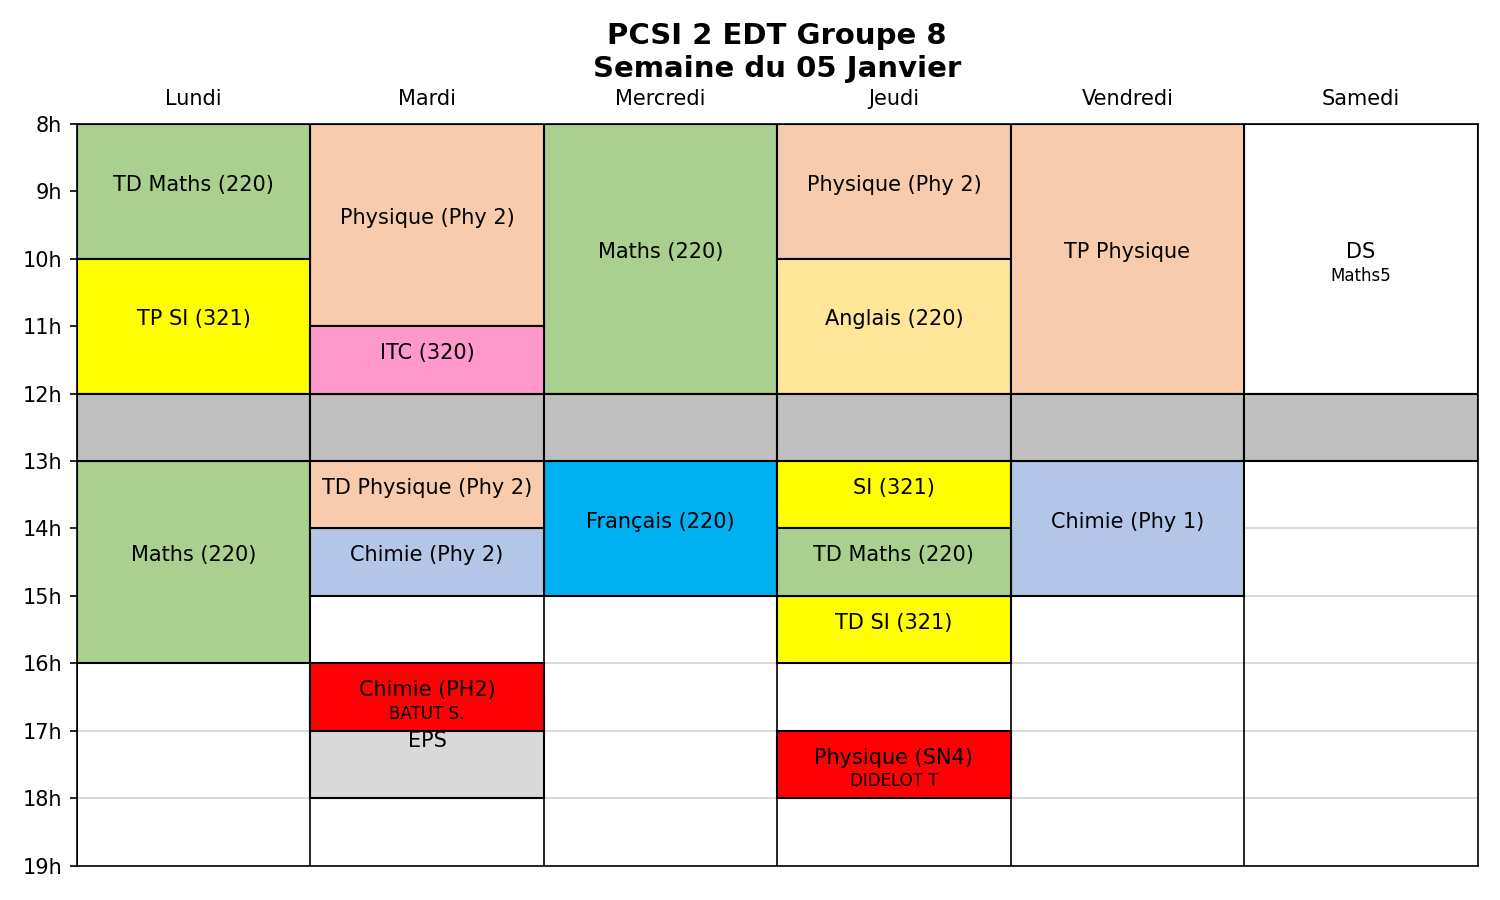 PCSI 2 EDT Groupe 8
Semaine du 05 Janvier
Lundi Mardi Mercredi Jeudi Vendredi Samedi
8h
TD Maths (220) Physique (Phy 2)
9h
Physique (Phy 2)
Maths (220) TP Physique DS
10h
Maths5
TP SI (321) Anglais (220)
11h
ITC (320)
12h
13h
TD Physique (Phy 2) SI (321)
Français (220) Chimie (Phy 1)
14h
Maths (220) Chimie (Phy 2) TD Maths (220)
15h
TD SI (321)
16h
Chimie (PH2)
BATUT S.
17h
EPS
Physique (SN4)
DIDELOT T
18h
19h